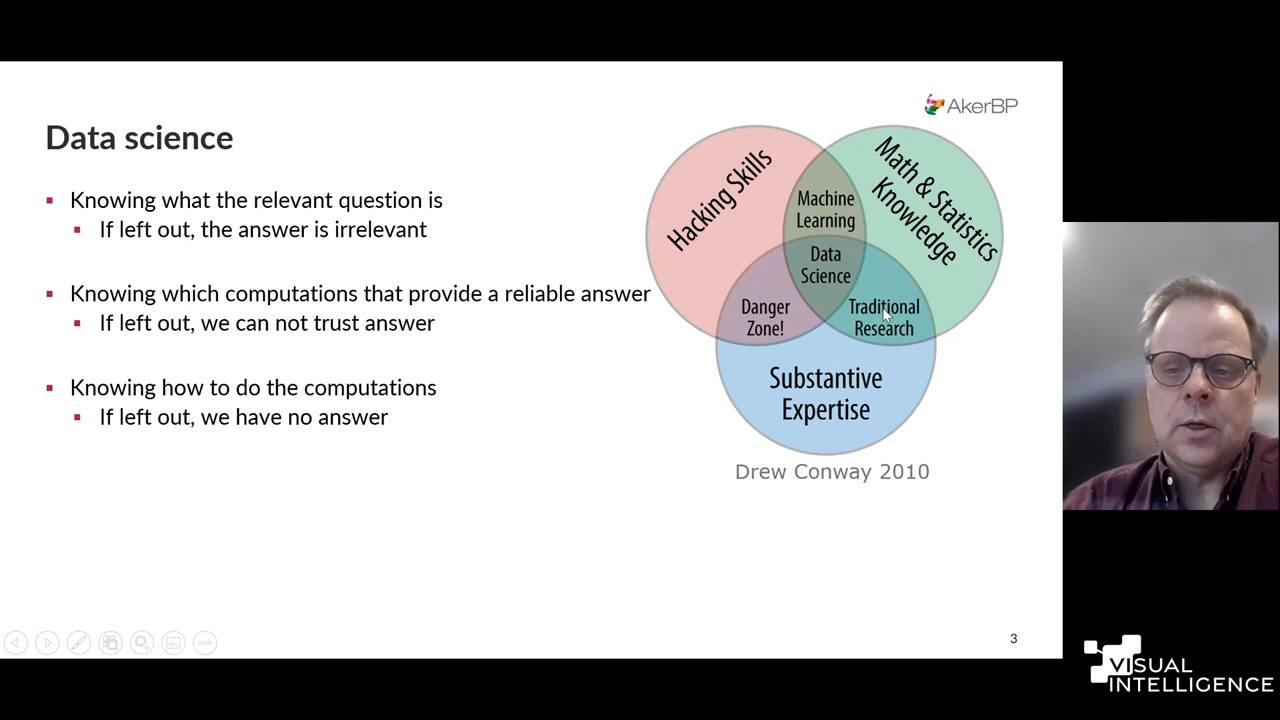 AkerBP
Data science
Knowing what the relevant question is
If left out, the answer is irrelevant
Knowing which computations that provide a reliable answer
If left out, we can not trust answer
Knowing how to do the computations
If left out, we have no answer
Hacking Skills
Math & Statistics
Knowledge
Machine
Learning
Data
Science
Danger
Zone!
Traditional
Research
Substantive
Expertise
Drew Conway 2010
3
VISUAL
INTELLIGENCE